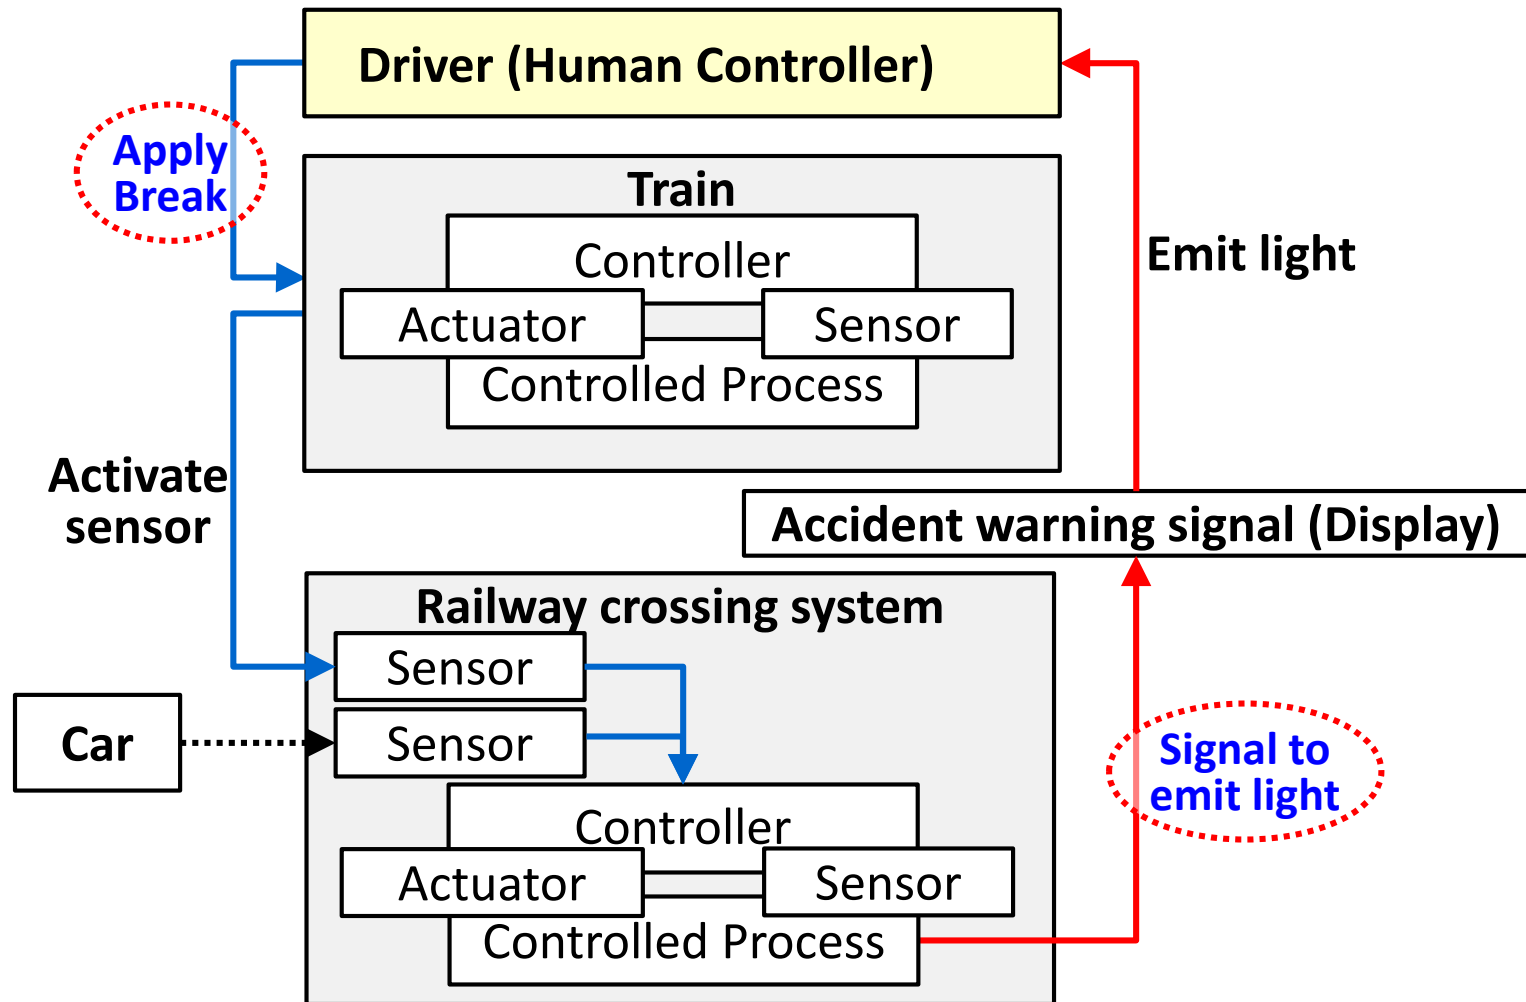 Driver (Human Controller)
Apply
Break
Train
Controller
Actuator
Sensor
Controlled Process
Emit light
Activate
sensor
Accident warning signal (Display)
Railway crossing system
Sensor
Car
Sensor
Signal to
emit light
Controller
Actuator
Sensor
Controlled Process